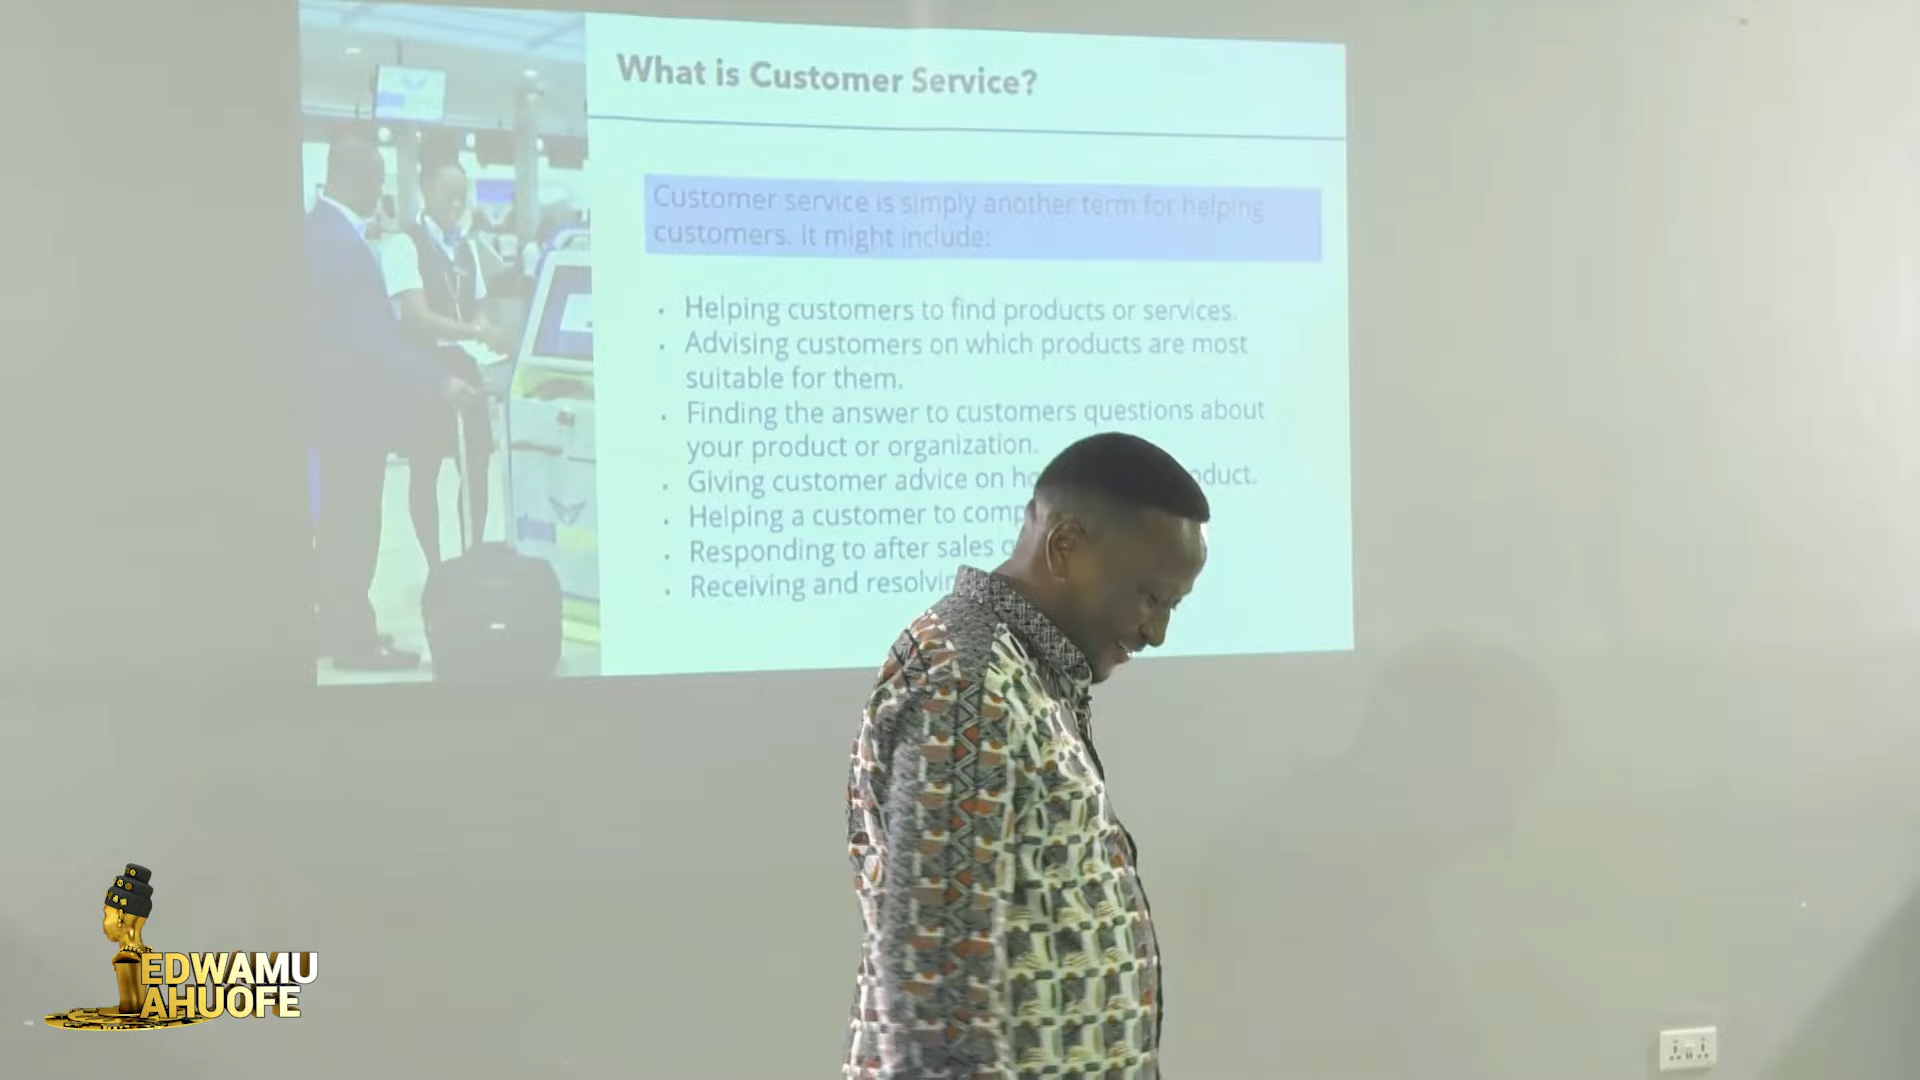 What is Customer Service?
Customer service is simply another term for helping
customers. It might include:
Helping customers to find products or services.
Advising customers on which products are most
suitable for them.
Finding the answer to customers questions about
your product or organization.
Giving customer advice on
Helping a customer to
Responding to after sales
Receiving and
EDWAMU
AHUOFE